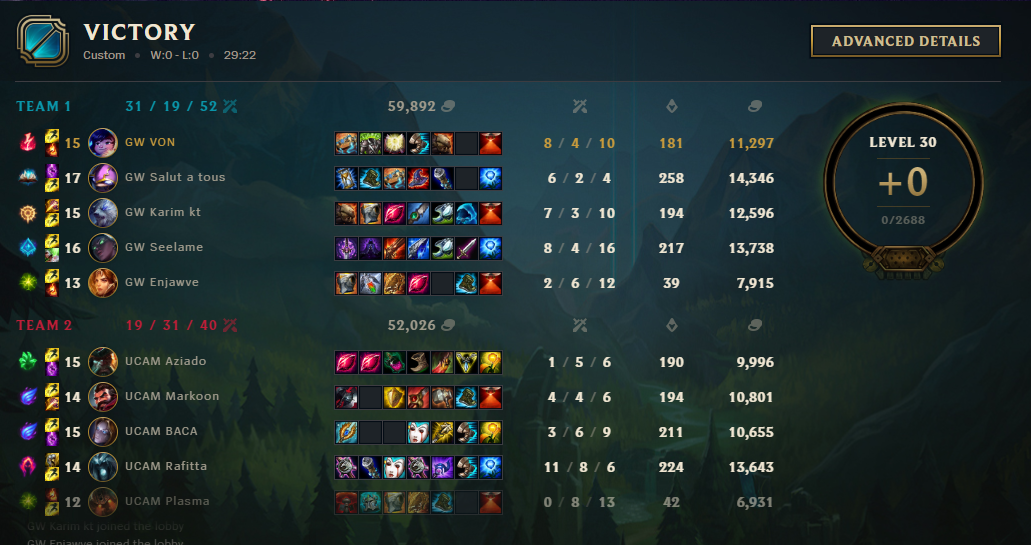 VICTORY
Custom • W:0 - L:0 • 29:22
ADVANCED DETAILS
TEAM 1 31 / 19 / 52 59,892
15 GW VON 8 / 4 / 10 181 11,297
17 GW Salut a tous 6 / 2 / 4 258 14,346
15 GW Karim kt 7 / 3 / 10 194 12,596
16 GW Seelame 8 / 4 / 16 217 13,738
13 GW Enjawve 2 / 6 / 12 39 7,915
LEVEL 30
+0
0/2688
TEAM 2 19 / 31 / 40 52,026
15 UCAM Aziado 1 / 5 / 6 190 9,996
14 UCAM Markoon 4 / 4 / 6 194 10,801
15 UCAM BACA 3 / 6 / 9 211 10,655
14 UCAM Rafitta 11 / 8 / 6 224 13,643
12 UCAM Plasma 0 / 8 / 13 42 6,931
GW Karim kt joined the lobby
GW Enjawve joined the lobby